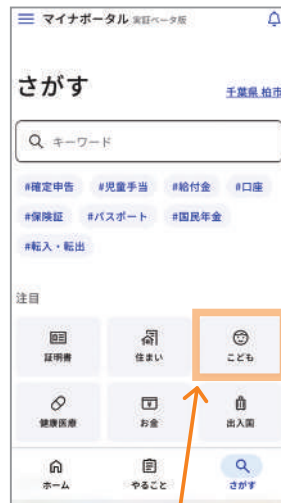 マイナポータル 実証ベータ版
さがす
千葉県 柏市
キーワード
#確定申告 #児童手当 #給付金 #口座
#保険証 #パスポート #国民年金
#転入・転出
注目
証明書 住まい こども
健康医療 お金 出入国
ホーム やること さがす